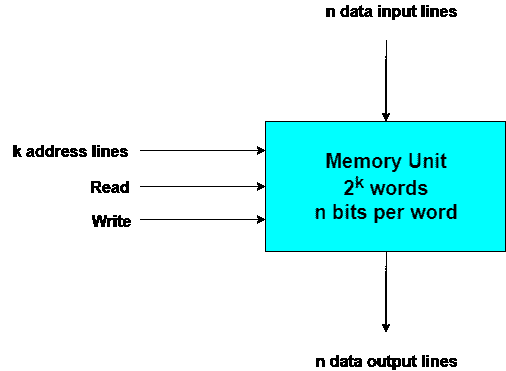 n data input lines
k address lines
Read
Write
Memory Unit
2^k words
n bits per word
n data output lines